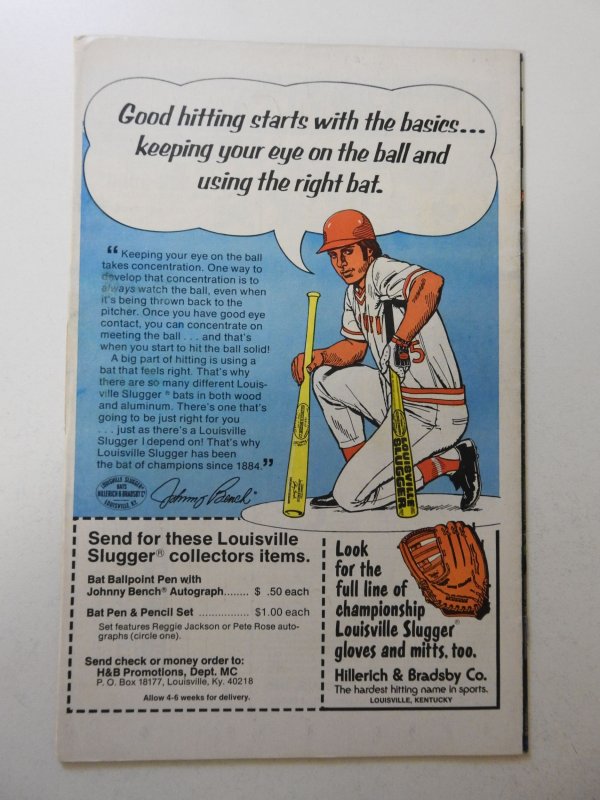 Good hitting starts with the basics...
keeping your eye on the ball and
using the right bat.
“Keeping your eye on the ball
takes concentration. One way to
develop that concentration is to
always watch the ball, even when
it's being thrown back to the
pitcher. Once you have good eye
contact, you can concentrate on
meeting the ball . . . and that's
when you start to hit the ball solid!
A big part of hitting is using a
bat that feels right. That's why
there are so many different Louis-
ville Slugger ® bats in both wood
and aluminum. There's one that's
going to be just right for you
. . . just as there's a Louisville
Slugger I depend on! That's why
Louisville Slugger has been
the bat of champions since 1884.”
LOUISVILLE SLUGGER
BATS
HILLERICH & BRADSBY Co
LOUISVILLE, KY.
Johnny Bench
5
LOUISVILLE
SLUGGER
Send for these Louisville
Slugger® collectors items.
Bat Ballpoint Pen with
Johnny Bench® Autograph........ $ .50 each
Bat Pen & Pencil Set ................ $1.00 each
Set features Reggie Jackson or Pete Rose auto-
graphs (circle one).
Send check or money order to:
H&B Promotions, Dept. MC
P. O. Box 18177, Louisville, Ky. 40218
Allow 4-6 weeks for delivery.
Look
for the
full line of
championship
Louisville Slugger®
gloves and mitts, too.
Hillerich & Bradsby Co.
The hardest hitting name in sports.
LOUISVILLE, KENTUCKY